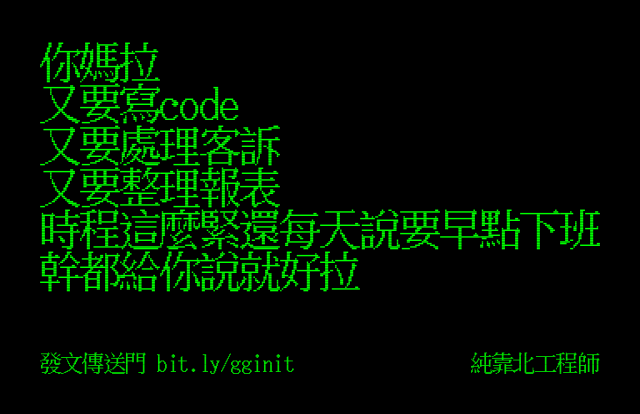 你媽拉
又要寫code
又要處理客訴
又要整理報表
時程這麼緊還每天說要早點下班
幹都給你說就好拉
發文傳送門 bit.ly/gginit
純靠北工程師